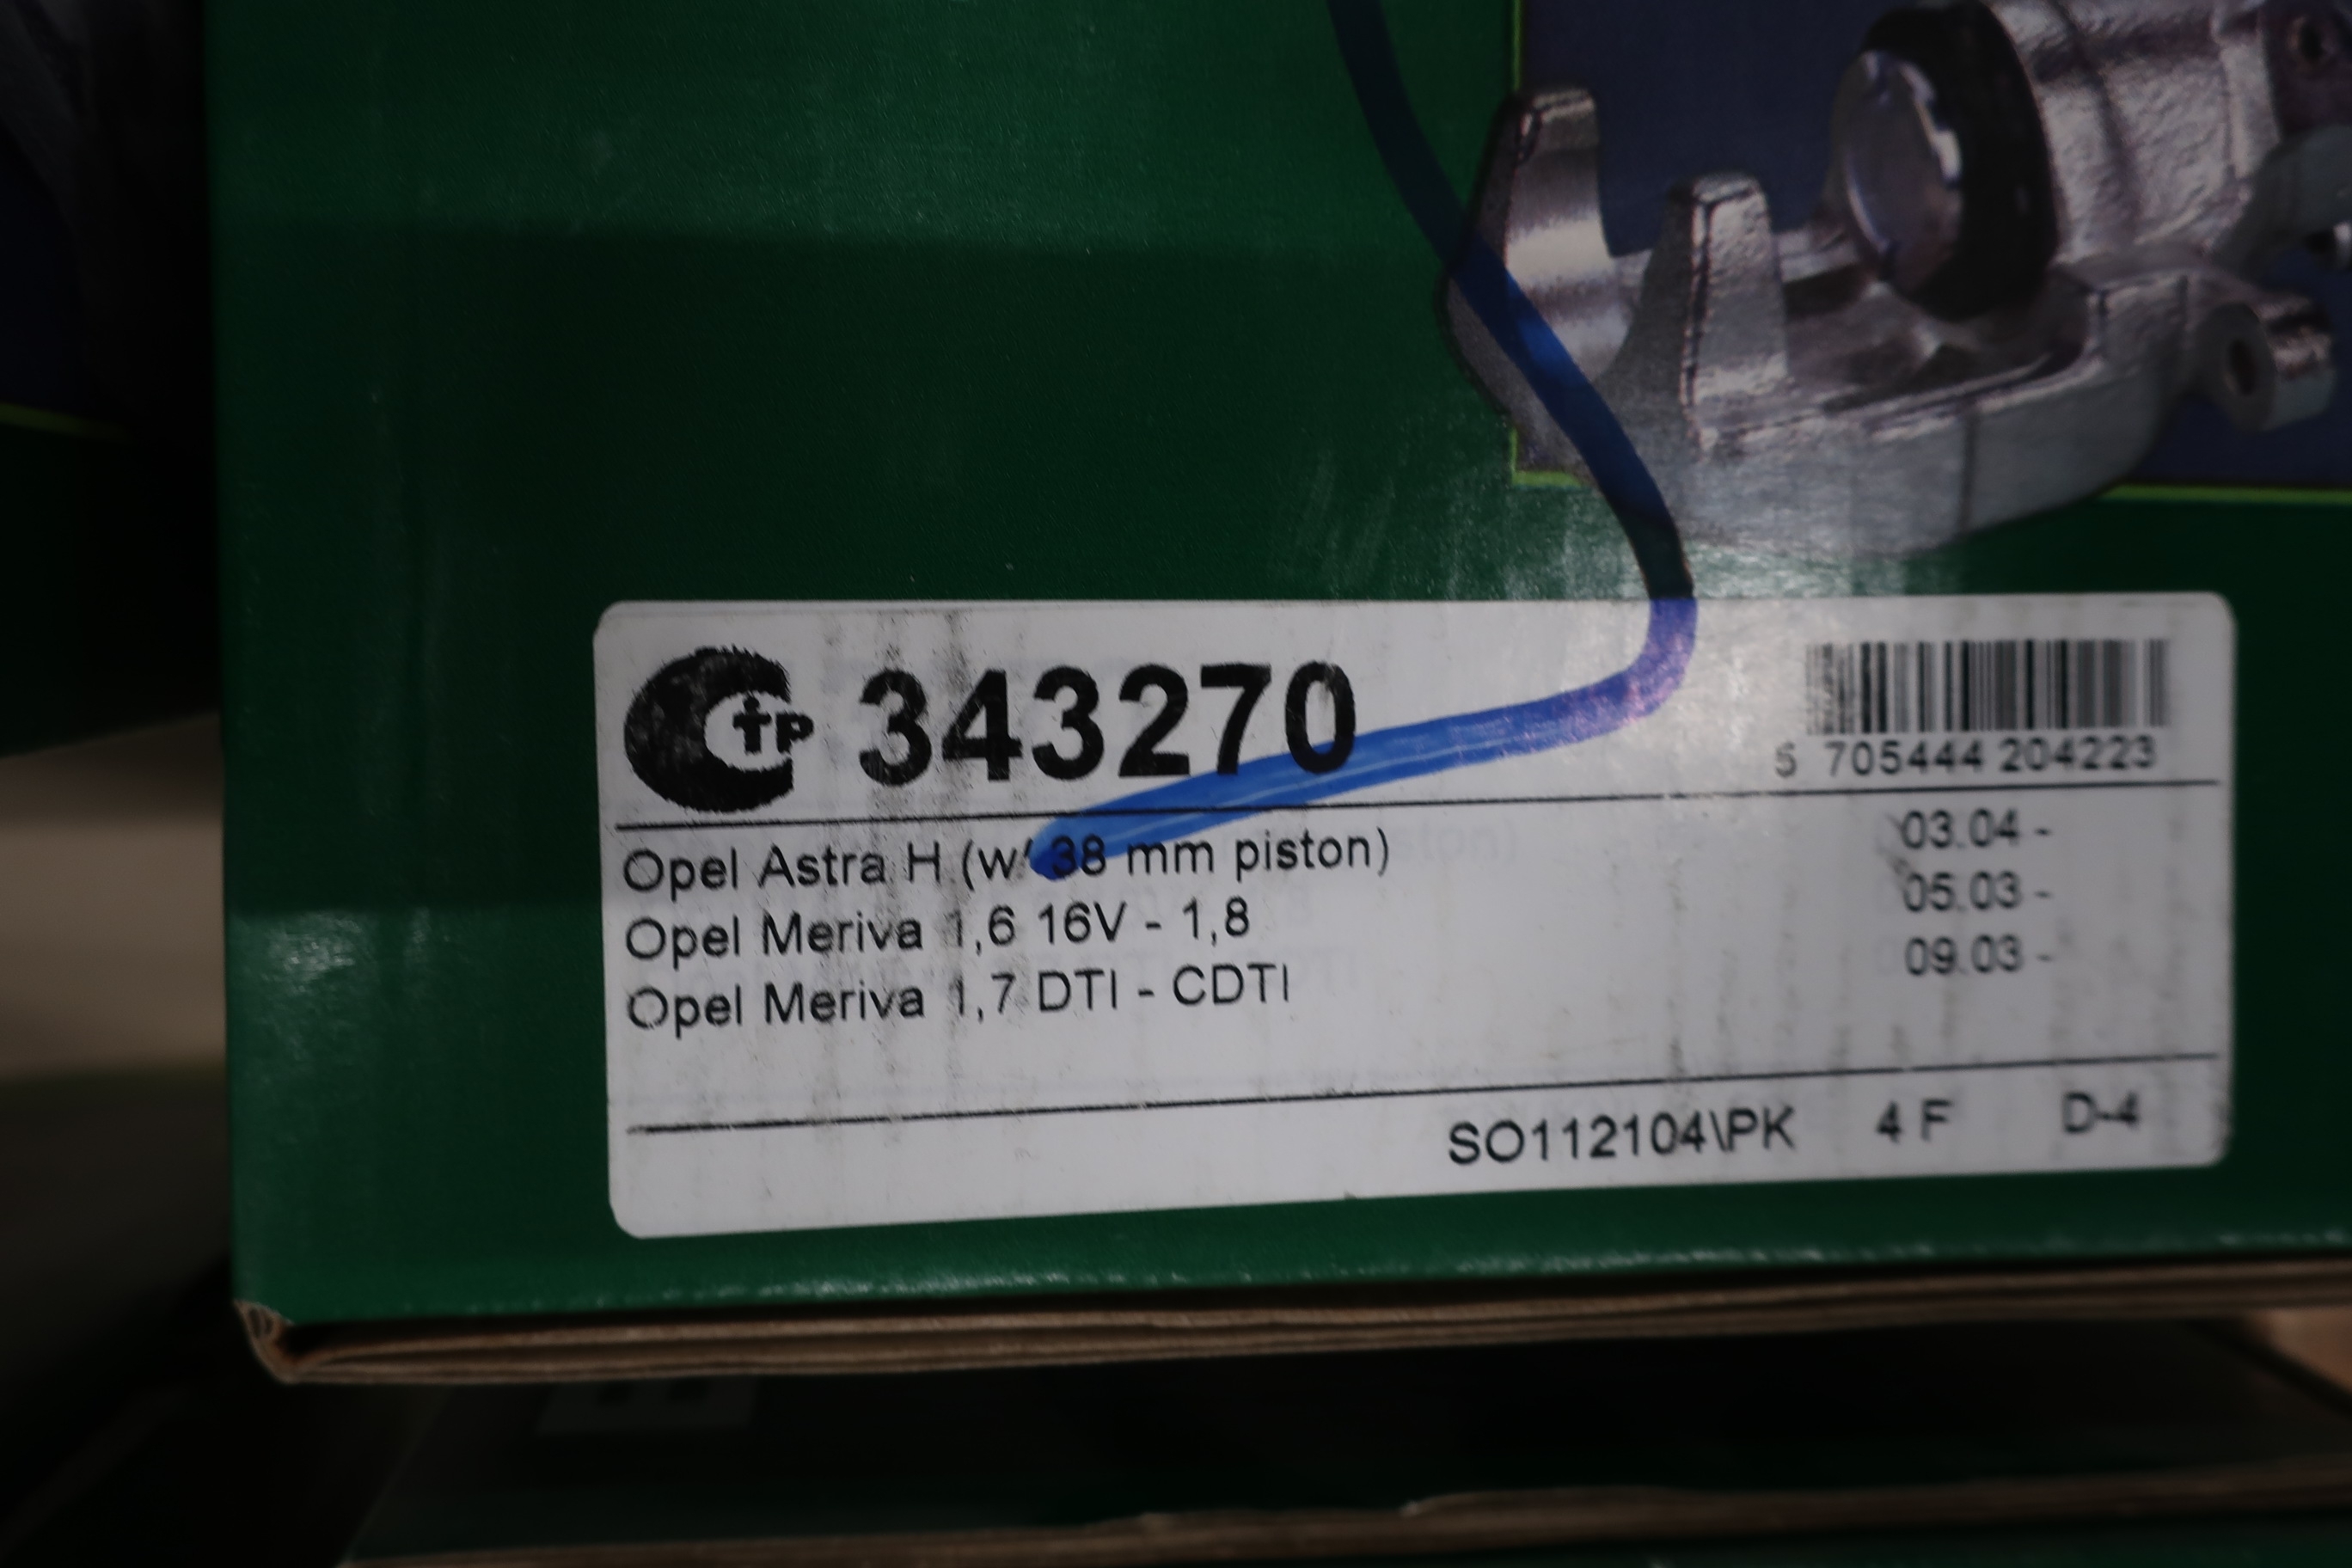 CTP 343270
5 705444 204223
Opel Astra H (w/ 38 mm piston) 03.04 -
Opel Meriva 1,6 16V - 1,8 05.03 -
Opel Meriva 1,7 DTI - CDTI 09.03 -
SO112104\PK 4 F D-4